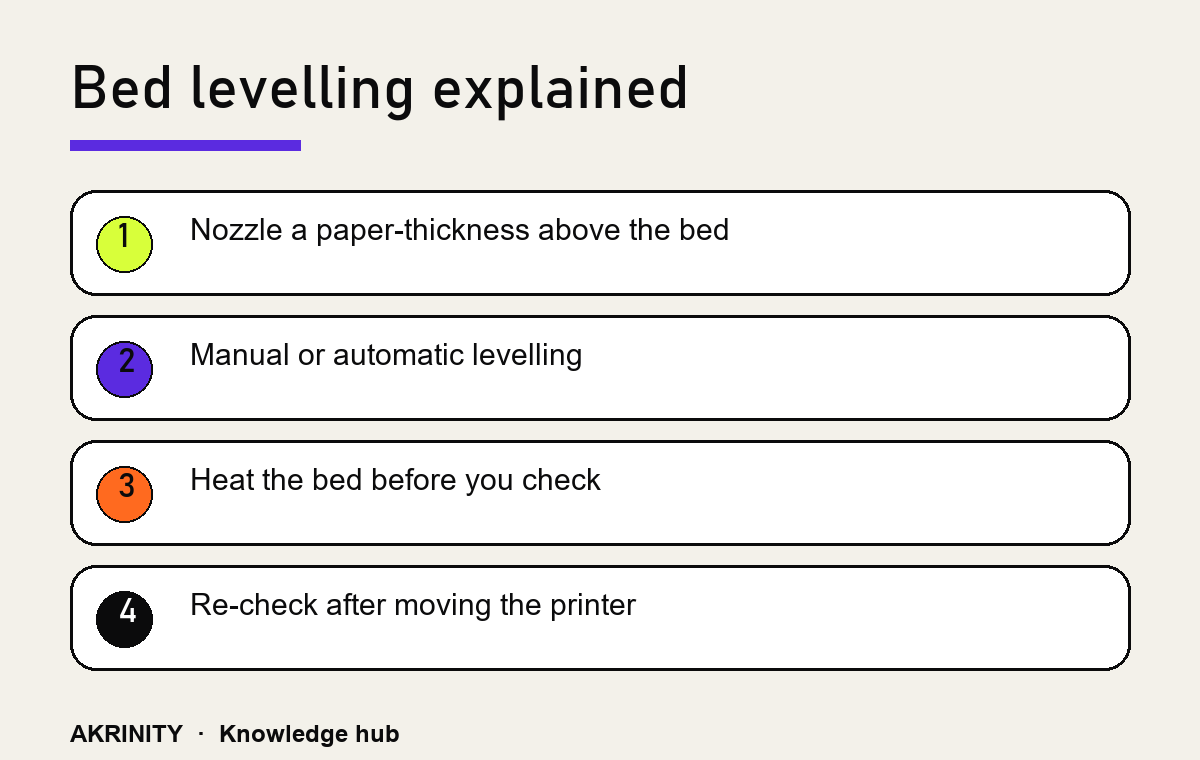 Bed levelling explained
1 Nozzle a paper-thickness above the bed
2 Manual or automatic levelling
3 Heat the bed before you check
4 Re-check after moving the printer
AKRINITY · Knowledge hub